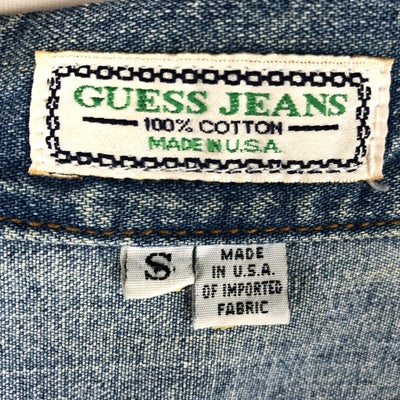 GUESS JEANS
100% COTTON
MADE IN U.S.A.
S
MADE
IN U.S.A.
OF IMPORTED
FABRIC